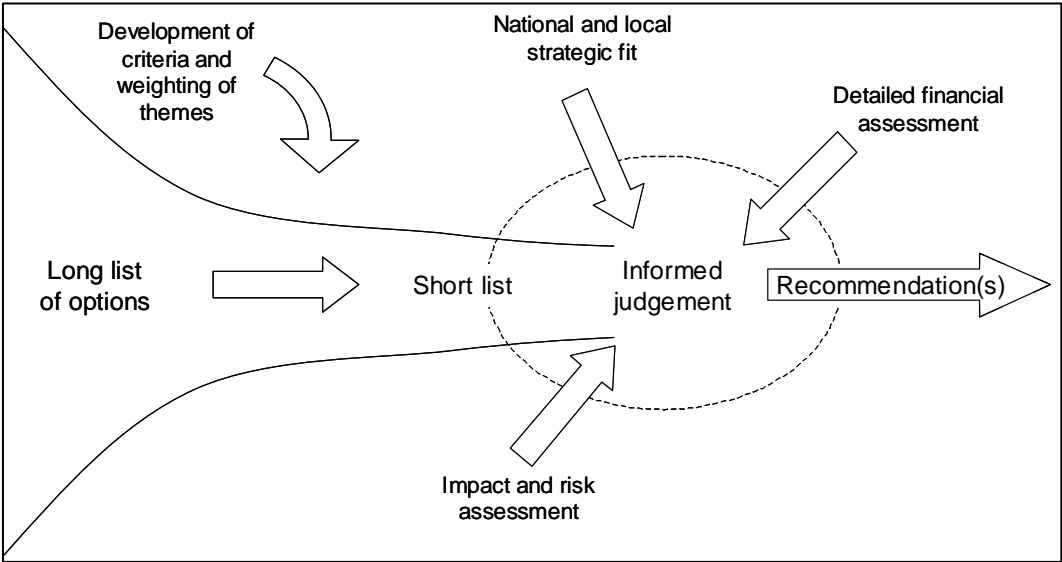 Development of
criteria and
weighting of
themes
National and local
strategic fit
Detailed financial
assessment
Long list
of options
Short list
Informed
judgement
Recommendation(s)
Impact and risk
assessment